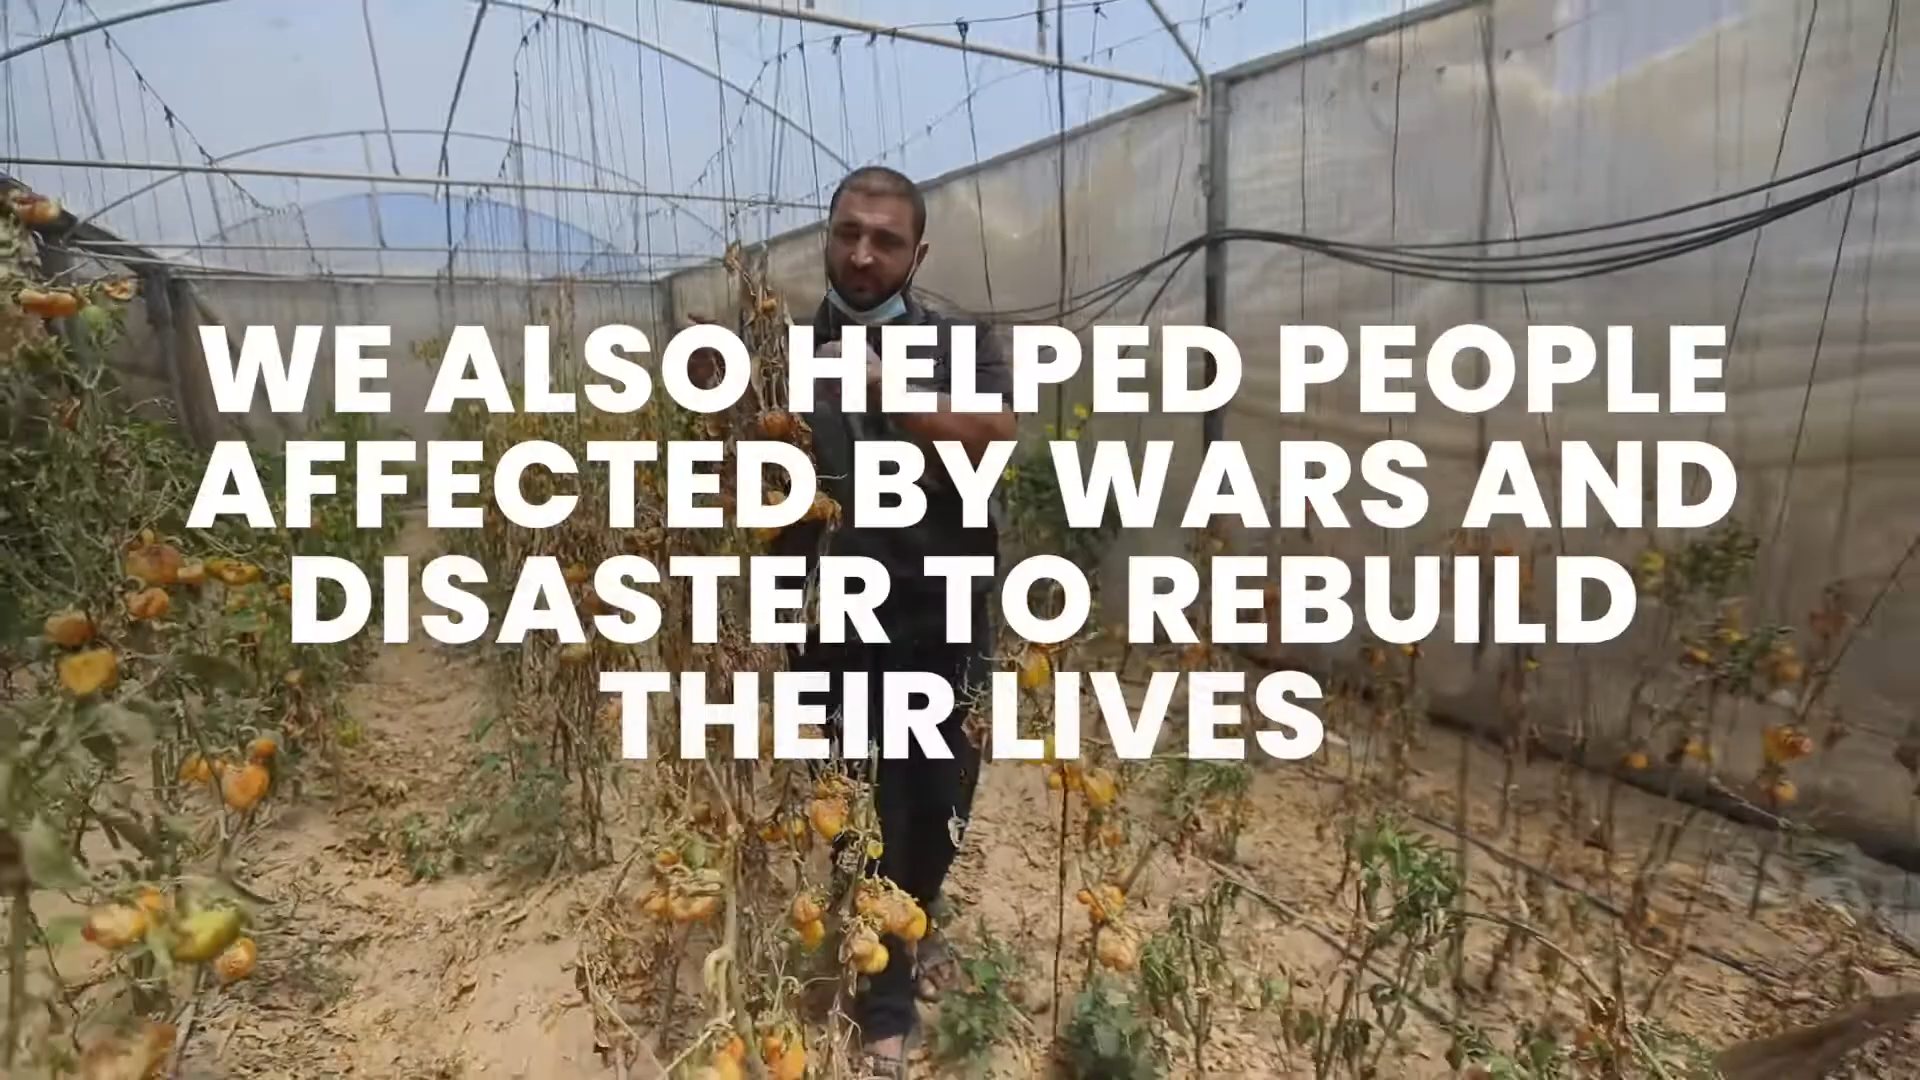 WE ALSO HELPED PEOPLE
AFFECTED BY WARS AND
DISASTER TO REBUILD
THEIR LIVES